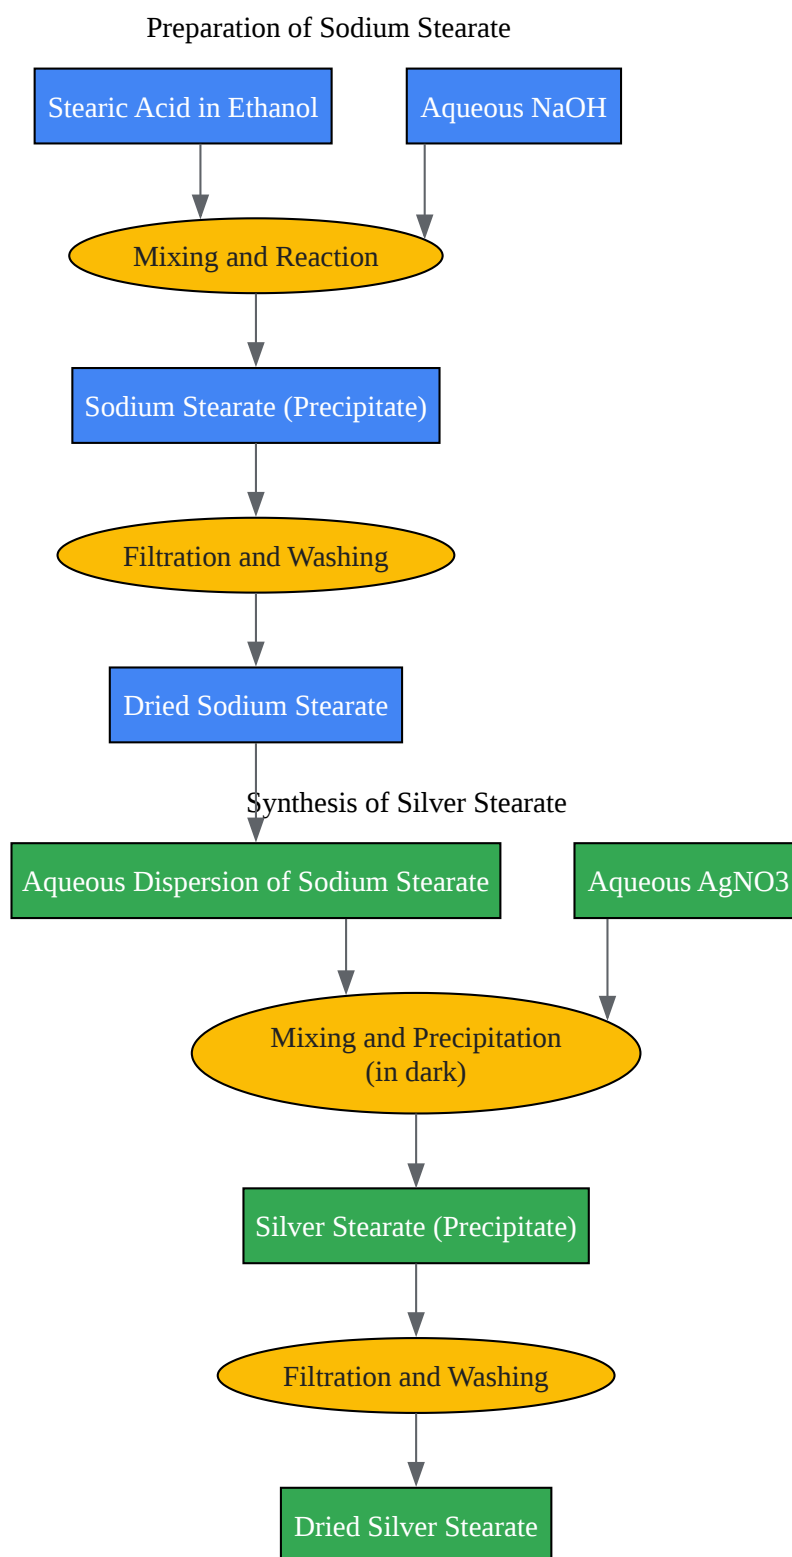 Preparation of Sodium Stearate
Stearic Acid in Ethanol
Aqueous NaOH
Mixing and Reaction
Sodium Stearate (Precipitate)
Filtration and Washing
Dried Sodium Stearate
Synthesis of Silver Stearate
Aqueous Dispersion of Sodium Stearate
Aqueous AgNO3
Mixing and Precipitation
(in dark)
Silver Stearate (Precipitate)
Filtration and Washing
Dried Silver Stearate